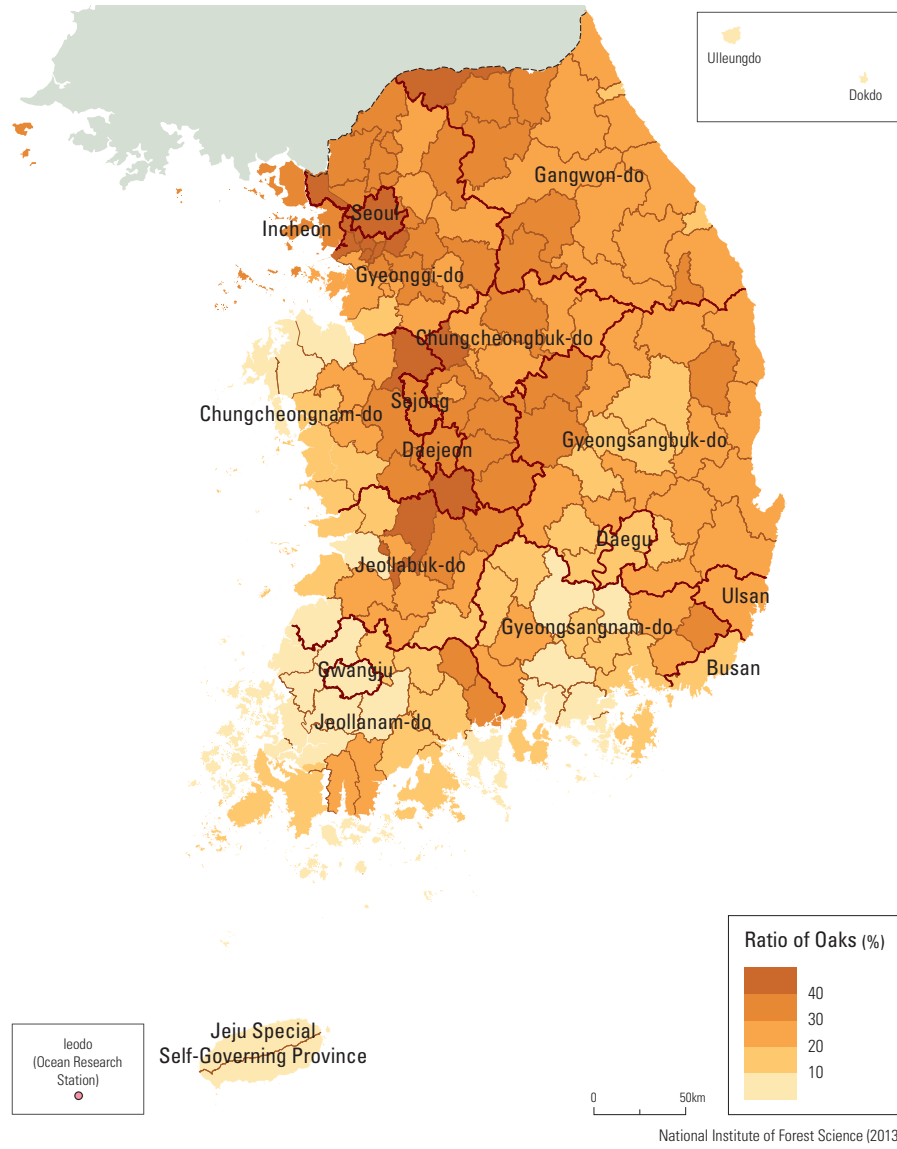 Ulleungdo
Dokdo
Gangwon-do
Seoul
Incheon
Gyeonggi-do
Chungcheongbuk-do
Sejong
Chungcheongnam-do
Gyeongsangbuk-do
Daejeon
Daegu
Jeollabuk-do
Ulsan
Gyeongsangnam-do
Busan
Gwangju
Jeollanam-do
Ratio of Oaks (%)
40
30
20
10
Jeju Special
Self-Governing Province
Ieodo
(Ocean Research
Station)
0
50km
National Institute of Forest Science (2013